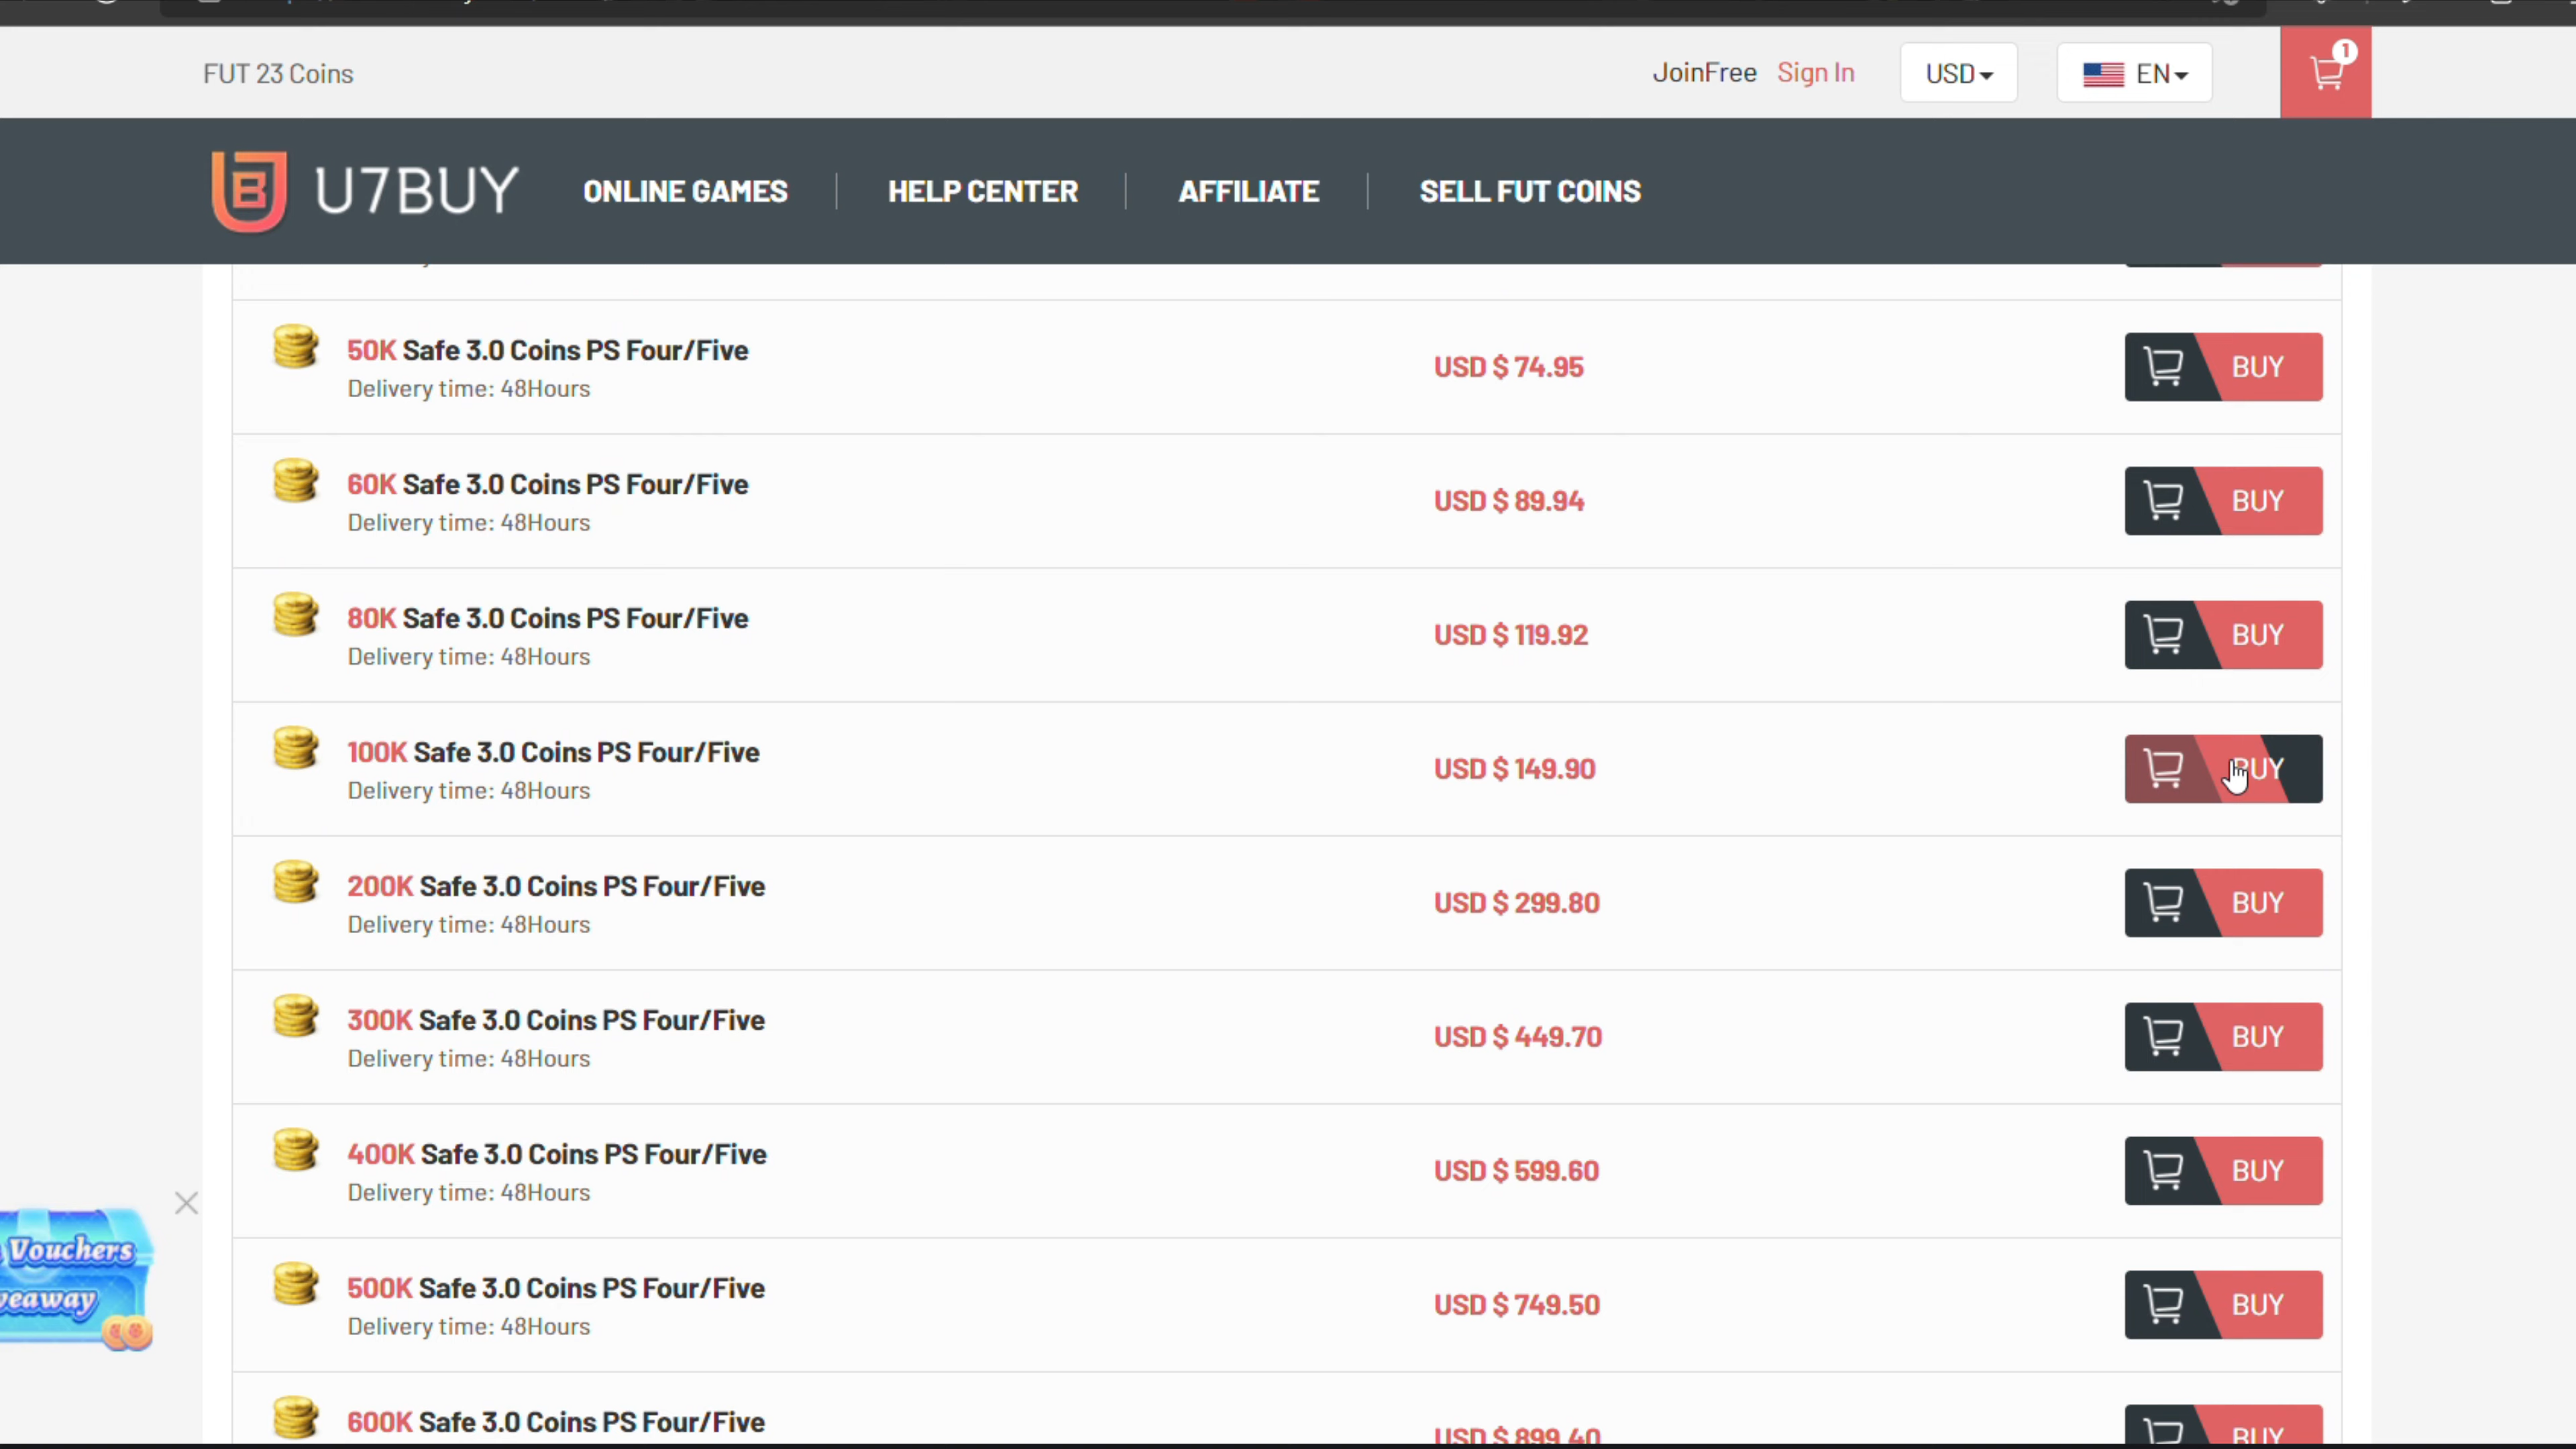 FUT 23 Coins
JoinFree Sign In USD EN 1
U7BUY ONLINE GAMES HELP CENTER AFFILIATE SELL FUT COINS
50K Safe 3.0 Coins PS Four/Five
Delivery time: 48Hours
USD $ 74.95
BUY
60K Safe 3.0 Coins PS Four/Five
Delivery time: 48Hours
USD $ 89.94
BUY
80K Safe 3.0 Coins PS Four/Five
Delivery time: 48Hours
USD $ 119.92
BUY
100K Safe 3.0 Coins PS Four/Five
Delivery time: 48Hours
USD $ 149.90
BUY
200K Safe 3.0 Coins PS Four/Five
Delivery time: 48Hours
USD $ 299.80
BUY
300K Safe 3.0 Coins PS Four/Five
Delivery time: 48Hours
USD $ 449.70
BUY
400K Safe 3.0 Coins PS Four/Five
Delivery time: 48Hours
USD $ 599.60
BUY
500K Safe 3.0 Coins PS Four/Five
Delivery time: 48Hours
USD $ 749.50
BUY
600K Safe 3.0 Coins PS Four/Five
USD $ 899.40
BUY
Vouchers
veaway